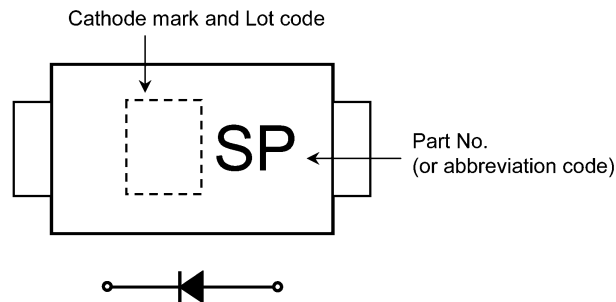 Cathode mark and Lot code
SP
Part No.
(or abbreviation code)